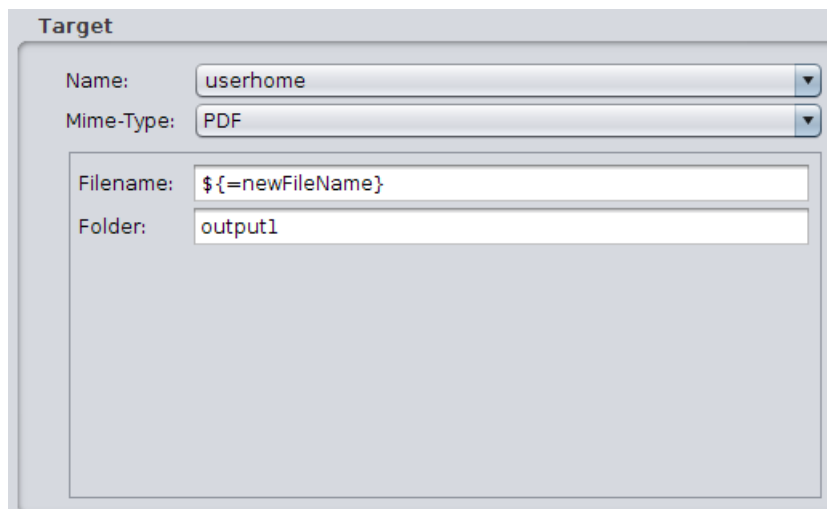 Target
Name: userhome
Mime-Type: PDF
Filename: ${=newFileName}
Folder: output1